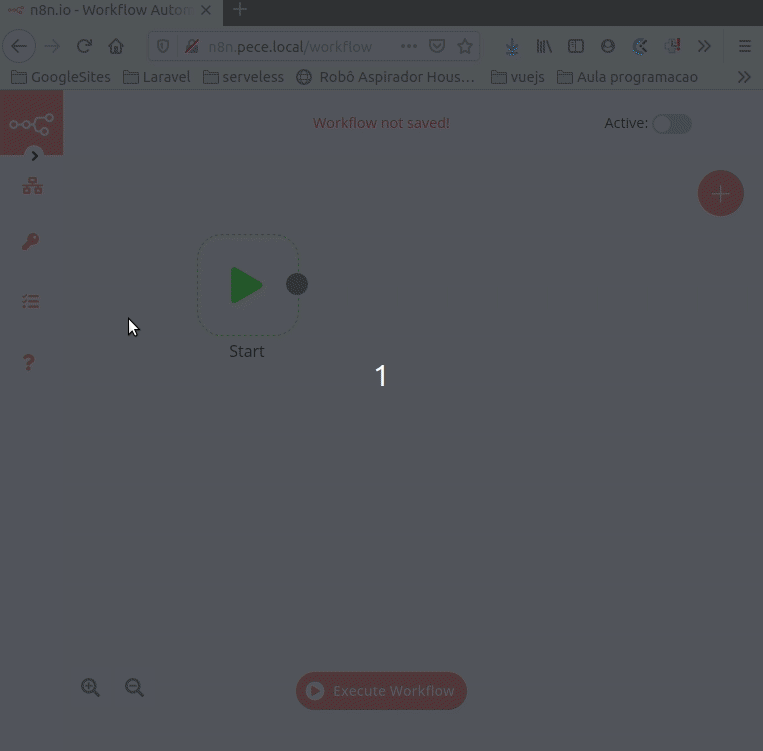 n8n.io - Workflow Autom
n8n.pece.local/workflow
GoogleSites Laravel serveless Robô Aspirador Hous… vuejs Aula programacao
Workflow not saved!
Active:
Start
1
Execute Workflow